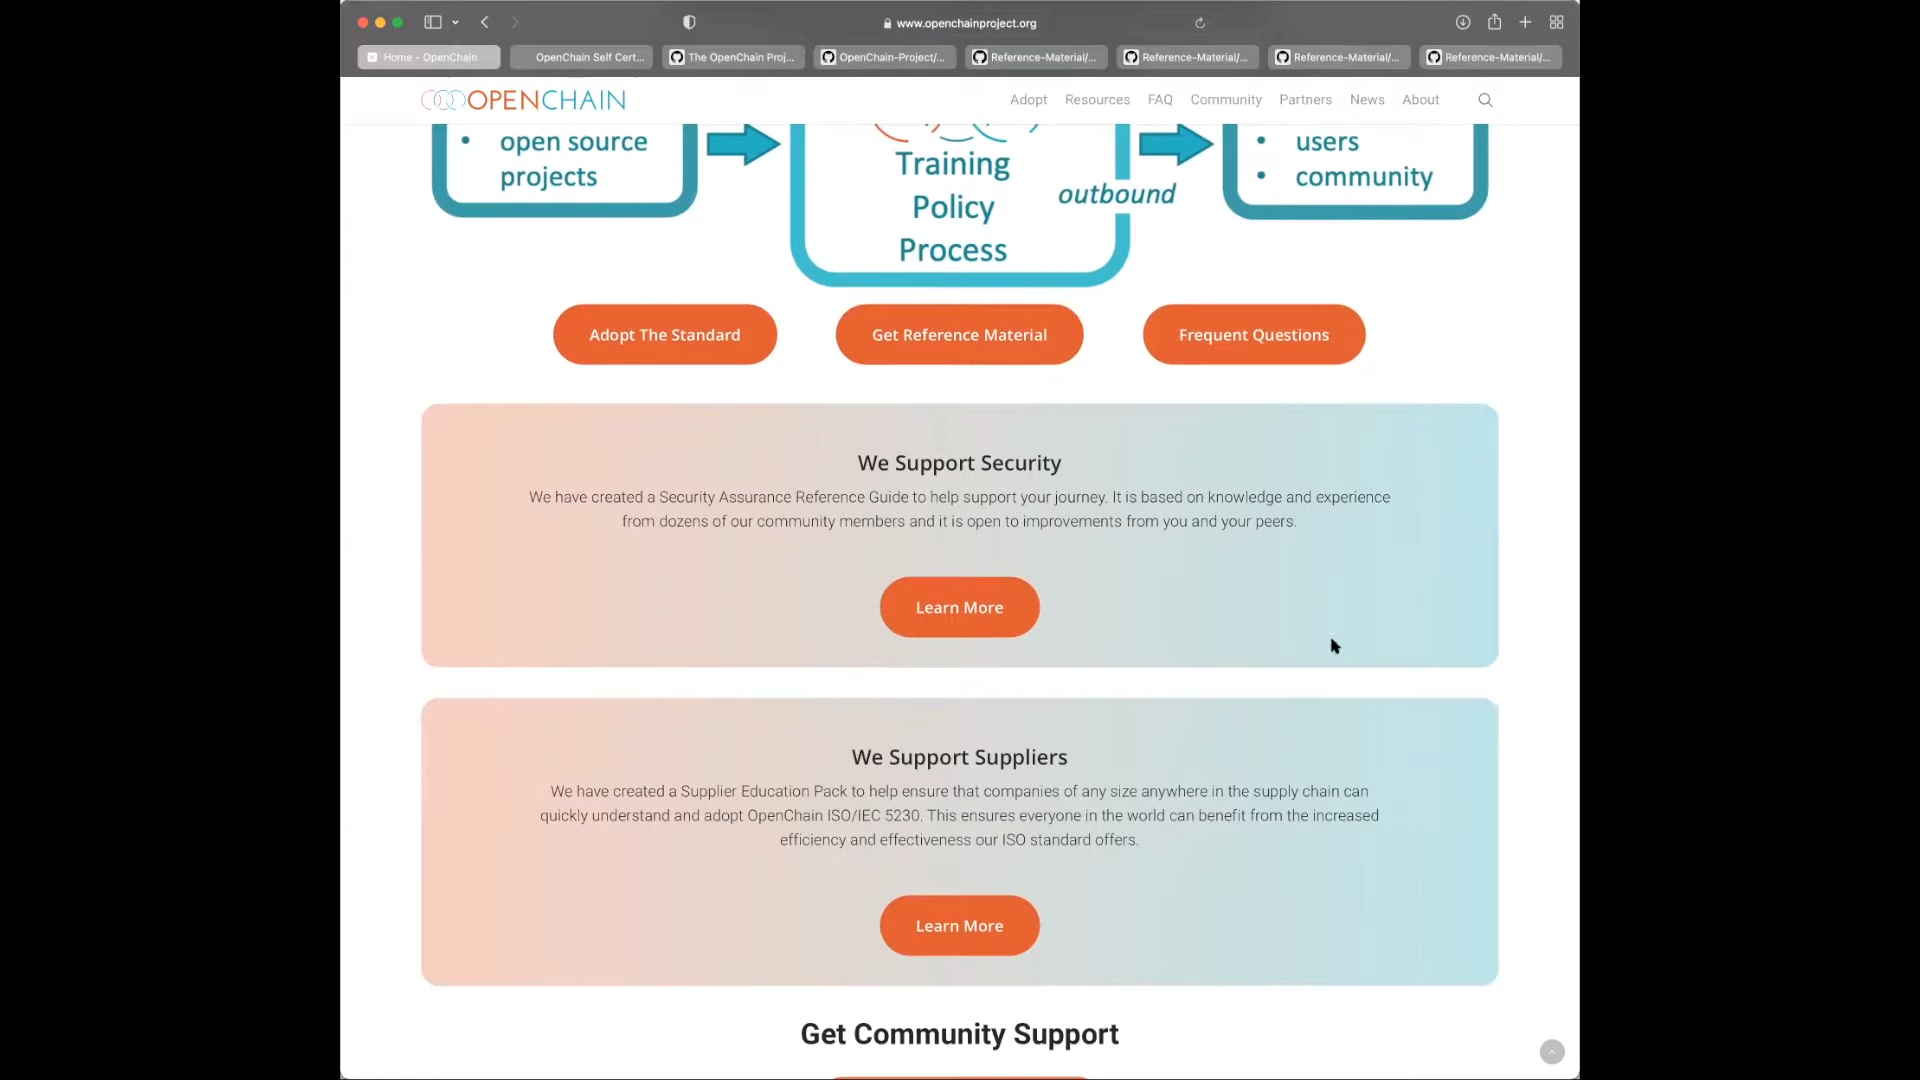 www.openchainproject.org
Home - OpenChain
OpenChain Self Cert...
The OpenChain Proj...
OpenChain-Project/...
Reference-Material/...
Reference-Material/...
Reference-Material/...
Reference-Material/...
OPENCHAIN
Adopt Resources FAQ Community Partners News About
• open source
projects
Training
Policy
Process
outbound
• users
• community
Adopt The Standard
Get Reference Material
Frequent Questions
We Support Security
We have created a Security Assurance Reference Guide to help support your journey. It is based on knowledge and experience
from dozens of our community members and it is open to improvements from you and your peers.
Learn More
We Support Suppliers
We have created a Supplier Education Pack to help ensure that companies of any size anywhere in the supply chain can
quickly understand and adopt OpenChain ISO/IEC 5230. This ensures everyone in the world can benefit from the increased
efficiency and effectiveness our ISO standard offers.
Learn More
Get Community Support